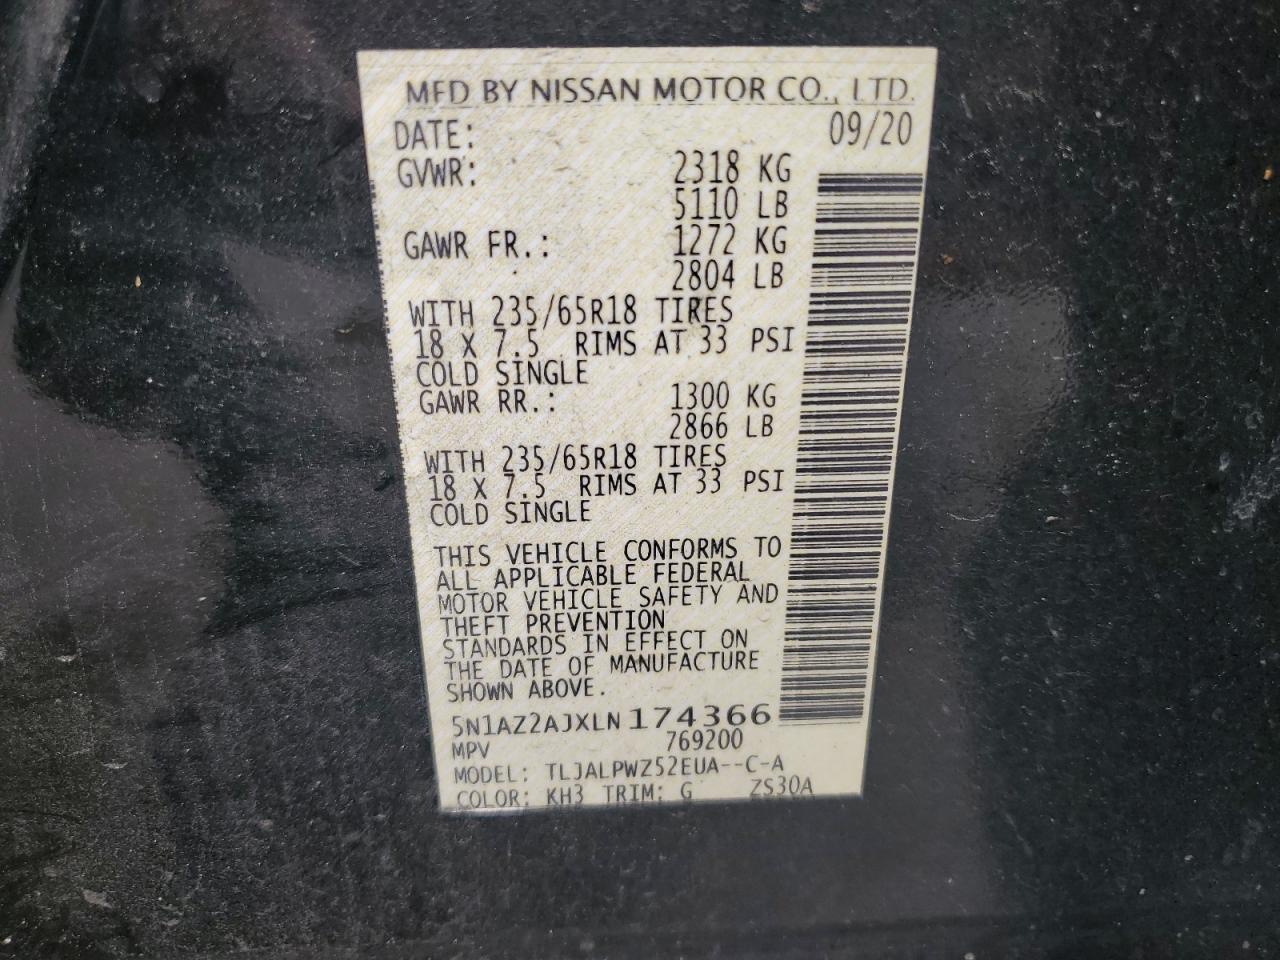 MFD BY NISSAN MOTOR CO., LTD.
DATE: 09/20
GVWR: 2318 KG
5110 LB
GAWR FR.: 1272 KG
2804 LB
WITH 235/65R18 TIRES
18 X 7.5 RIMS AT 33 PSI
COLD SINGLE
GAWR RR.: 1300 KG
2866 LB
WITH 235/65R18 TIRES
18 X 7.5 RIMS AT 33 PSI
COLD SINGLE
THIS VEHICLE CONFORMS TO
ALL APPLICABLE FEDERAL
MOTOR VEHICLE SAFETY AND
THEFT PREVENTION
STANDARDS IN EFFECT ON
THE DATE OF MANUFACTURE
SHOWN ABOVE.
5N1AZ2AJXLN174366
MPV 769200
MODEL: TLJALPWZ52EUA--C-A
COLOR: KH3 TRIM: G ZS30A